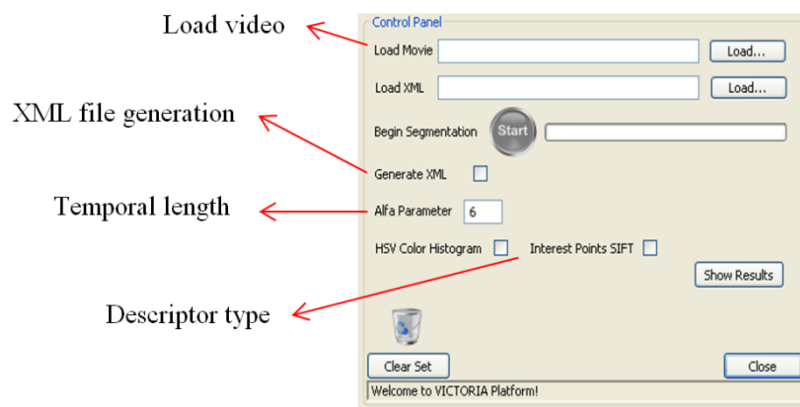 Control Panel
Load video
Load Movie Load...
Load XML Load...
XML file generation
Begin Segmentation Start
Generate XML
Temporal length
Alfa Parameter 6
HSV Color Histogram Interest Points SIFT
Show Results
Descriptor type
Clear Set Close
Welcome to VICTORIA Platform!